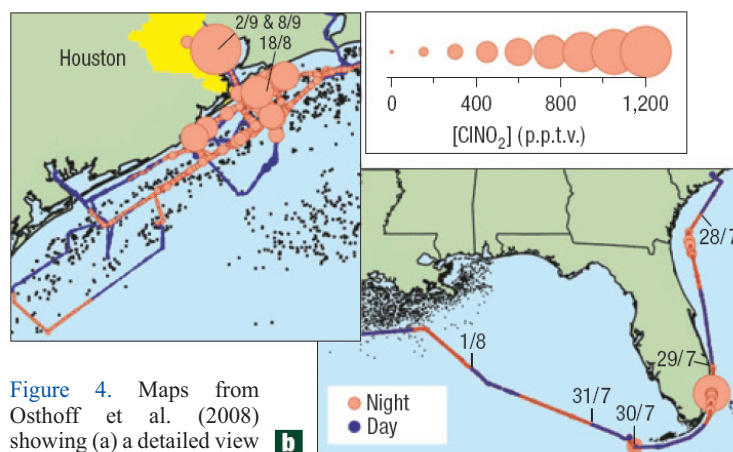 2/9 & 8/9
18/8
Houston
0 400 800 1,200
[ClNO₂] (p.p.t.v.)
28/7
29/7
1/8
31/7
30/7
Night
Day
Figure 4. Maps from
Osthoff et al. (2008)
showing (a) a detailed view
b